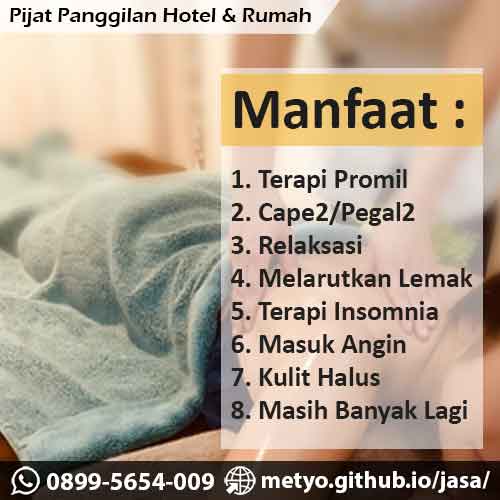 Pijat Panggilan Hotel & Rumah
Manfaat :
1. Terapi Promil
2. Cape2/Pegal2
3. Relaksasi
4. Melarutkan Lemak
5. Terapi Insomnia
6. Masuk Angin
7. Kulit Halus
8. Masih Banyak Lagi
0899-5654-009 metyo.github.io/jasa/